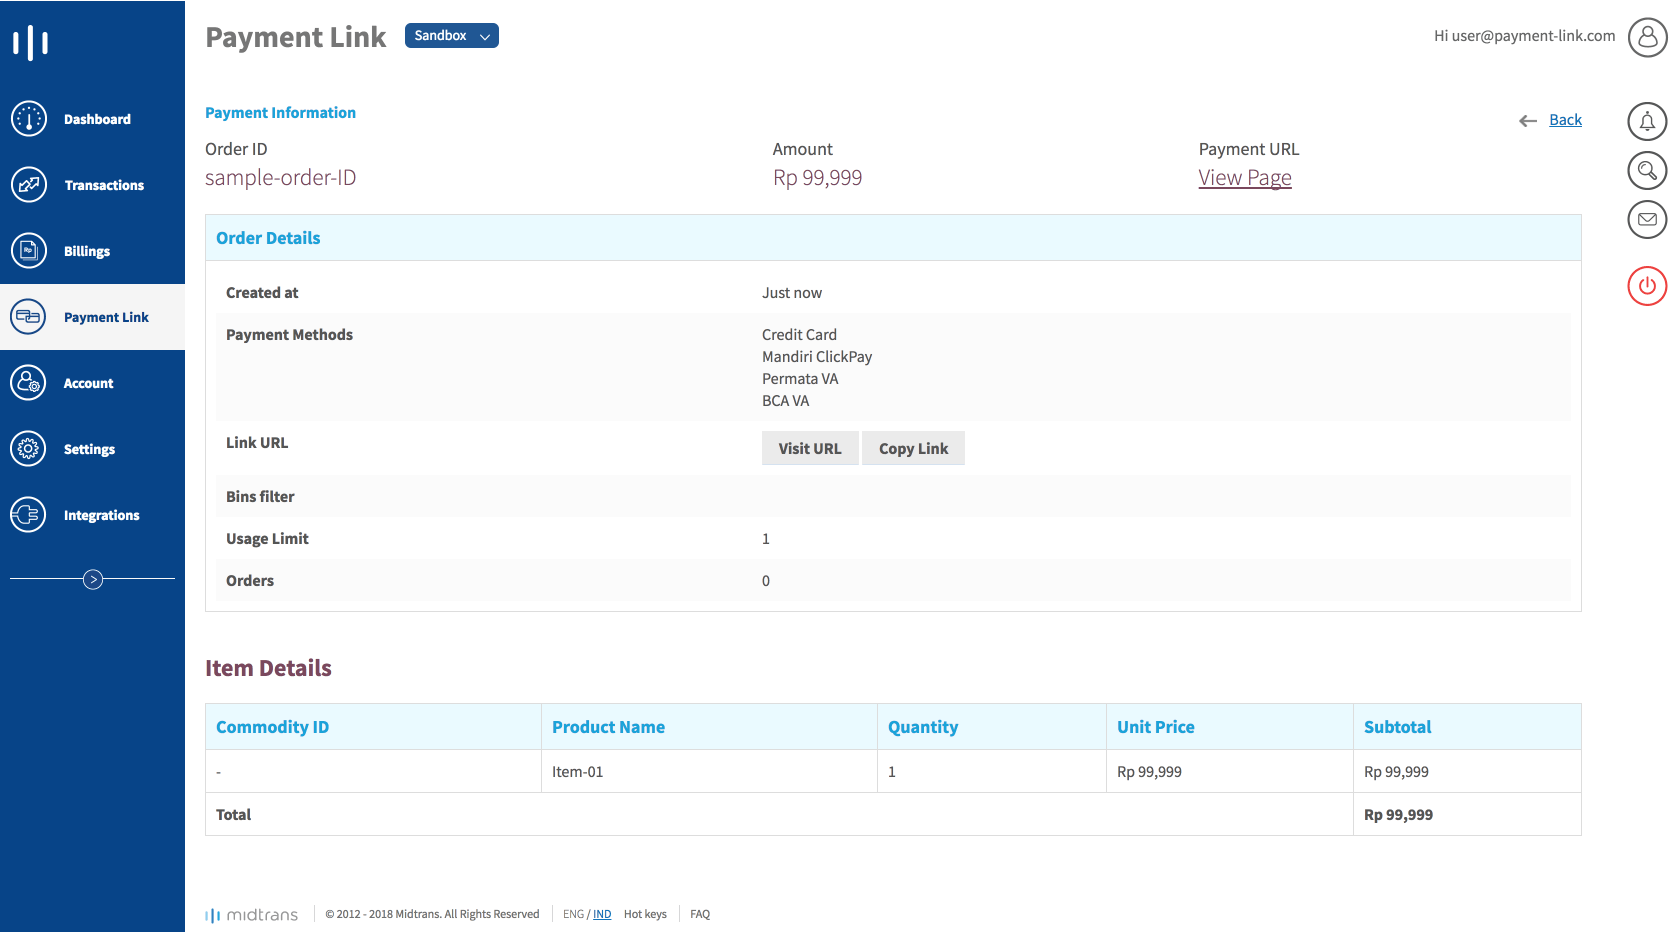 Payment Link
Sandbox
Hi user@payment-link.com
Dashboard
Transactions
Rp
Billings
Payment Link
Account
Settings
Integrations
Payment Information
Back
Order ID
sample-order-ID
Amount
Rp 99,999
Payment URL
View Page
Order Details
Created at
Just now
Payment Methods
Credit Card
Mandiri ClickPay
Permata VA
BCA VA
Link URL
Visit URL
Copy Link
Bins filter
Usage Limit
1
Orders
0
Item Details
Commodity ID
Product Name
Quantity
Unit Price
Subtotal
-
Item-01
1
Rp 99,999
Rp 99,999
Total
Rp 99,999
midtrans
© 2012 - 2018 Midtrans. All Rights Reserved
ENG / IND
Hot keys
FAQ